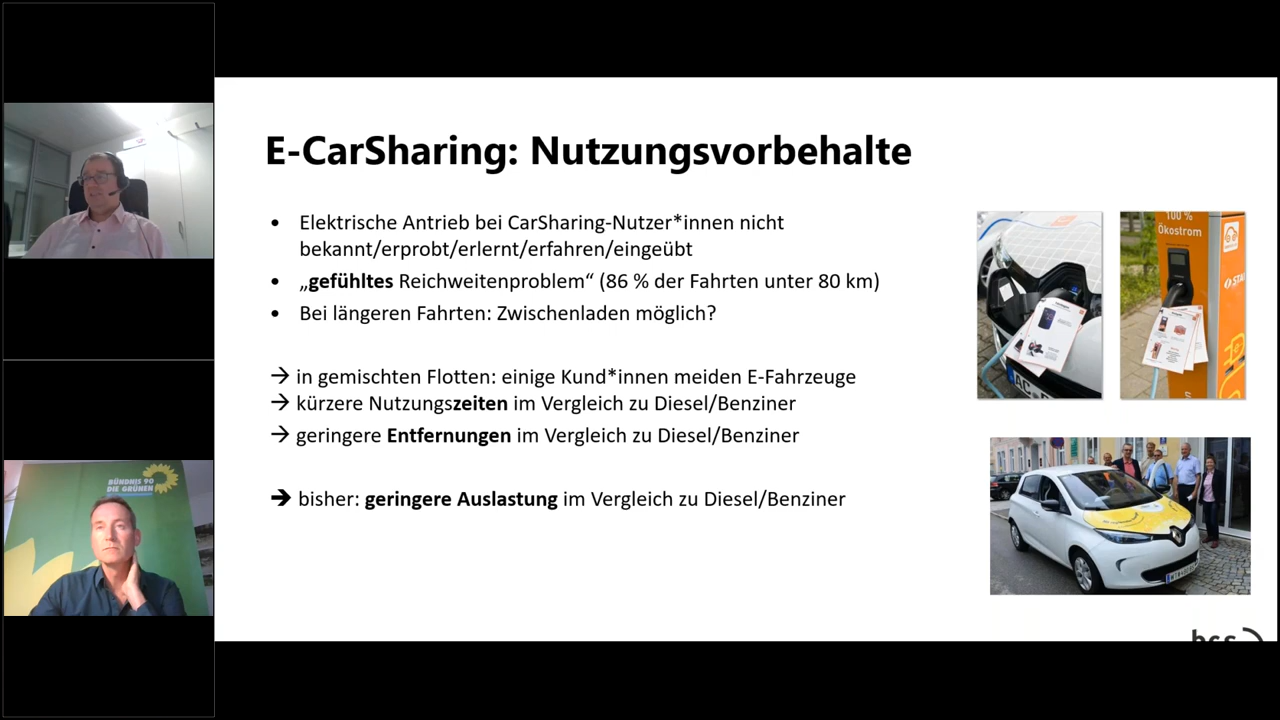 E-CarSharing: Nutzungsvorbehalte
• Elektrische Antrieb bei CarSharing-Nutzer*innen nicht
bekannt/erprobt/erlernt/erfahren/eingeübt
• „gefühltes Reichweitenproblem“ (86 % der Fahrten unter 80 km)
• Bei längeren Fahrten: Zwischenladen möglich?
→ in gemischten Flotten: einige Kund*innen meiden E-Fahrzeuge
→ kürzere Nutzungszeiten im Vergleich zu Diesel/Benziner
→ geringere Entfernungen im Vergleich zu Diesel/Benziner
➔ bisher: geringere Auslastung im Vergleich zu Diesel/Benziner
100 %
Ökostrom
BÜNDNIS 90
DIE GRÜNEN